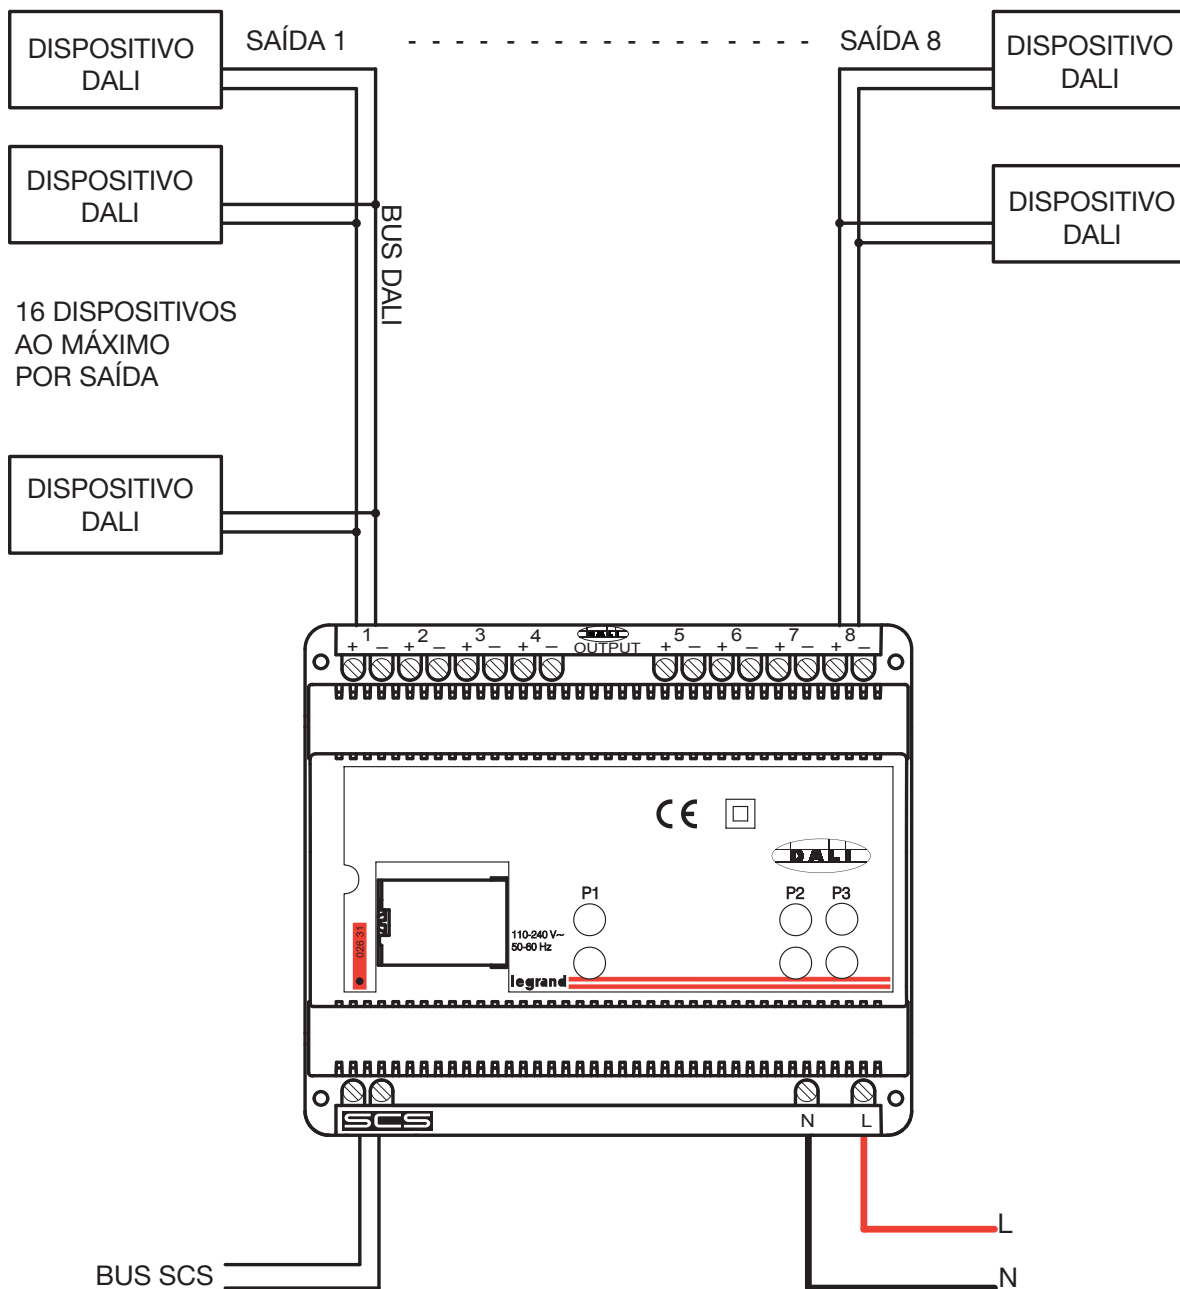 DISPOSITIVO
DALI
SAÍDA 1
SAÍDA 8
DISPOSITIVO
DALI
DISPOSITIVO
DALI
DISPOSITIVO
DALI
BUS DALI
16 DISPOSITIVOS
AO MÁXIMO
POR SAÍDA
DISPOSITIVO
DALI
1 2 3 4 DALI 5 6 7 8
+ − + − + − + − OUTPUT + − + − + − + −
CE
DALI
P1 P2 P3
026 31
110-240 V~
50-60 Hz
legrand
SCS N L
L
BUS SCS
N